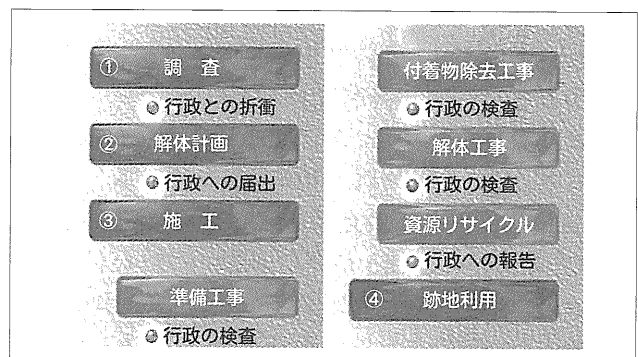 ① 調 査
行政との折衝
② 解体計画
行政への届出
③ 施 工
準備工事
行政の検査
付着物除去工事
行政の検査
解体工事
行政の検査
資源リサイクル
行政への報告
④ 跡地利用